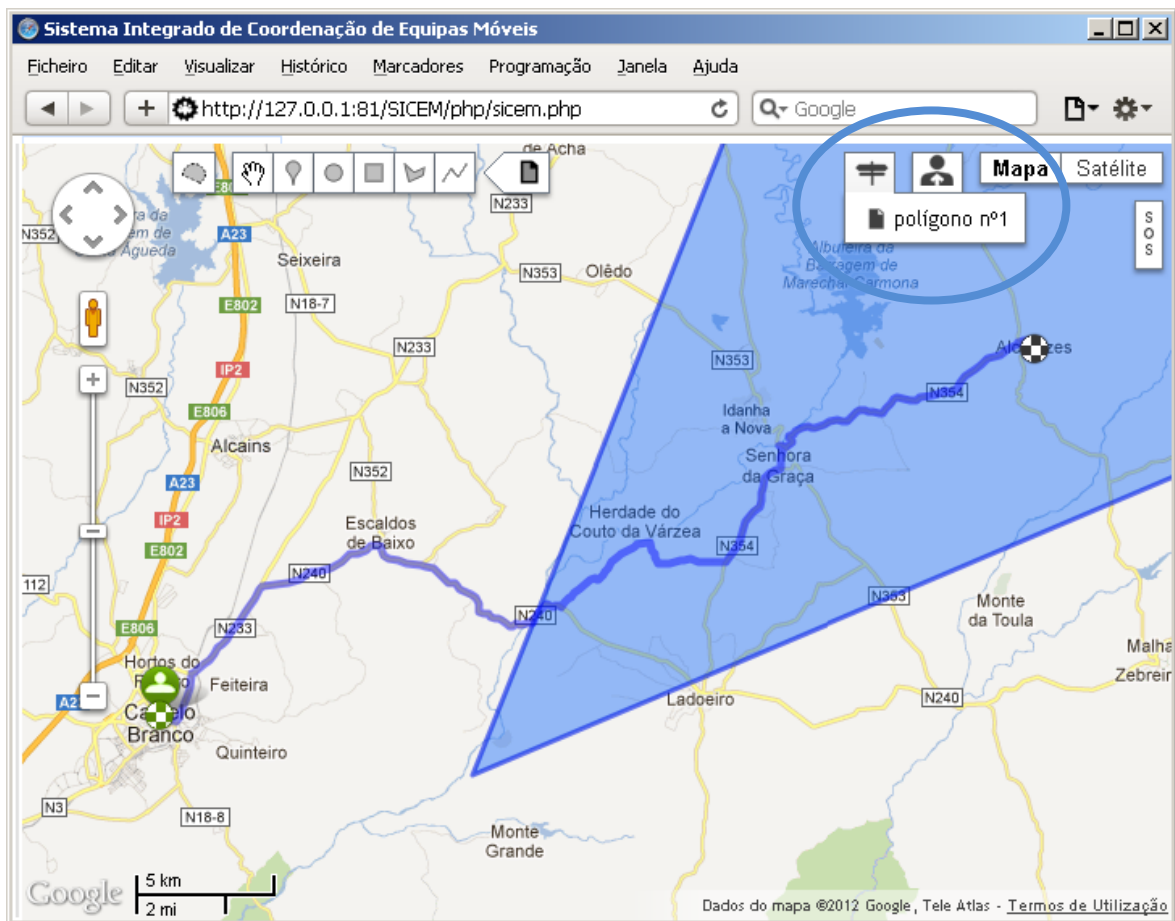 Sistema Integrado de Coordenação de Equipas Móveis
Ficheiro Editar Visualizar Histórico Marcadores Programação Janela Ajuda
http://127.0.0.1:81/SICEM/php/sicem.php
Google
de Acha
Mapa Satélite
polígono nº1
S
O
S
N233
N352
A23
Seixeira
N353
Olêdo
Albufeira da
Barragem de
Marechal Carmona
E802
N18-7
N233
IP2
N352
N353
E806
Idanha
a Nova
N354
Alcains
Senhora
da Graça
N352
A23
IP2
E802
Escaldos
de Baixo
Herdade do
Couto da Várzea
N354
112
N240
N240
N353
Monte
da Toula
E806
N233
Malha
Zebreir
Hortos do
Feiteira
Ladoeiro
N240
Branco
Quinteiro
N3
N18-8
Monte
Grande
Google
5 km
2 mi
Dados do mapa ©2012 Google, Tele Atlas - Termos de Utilização